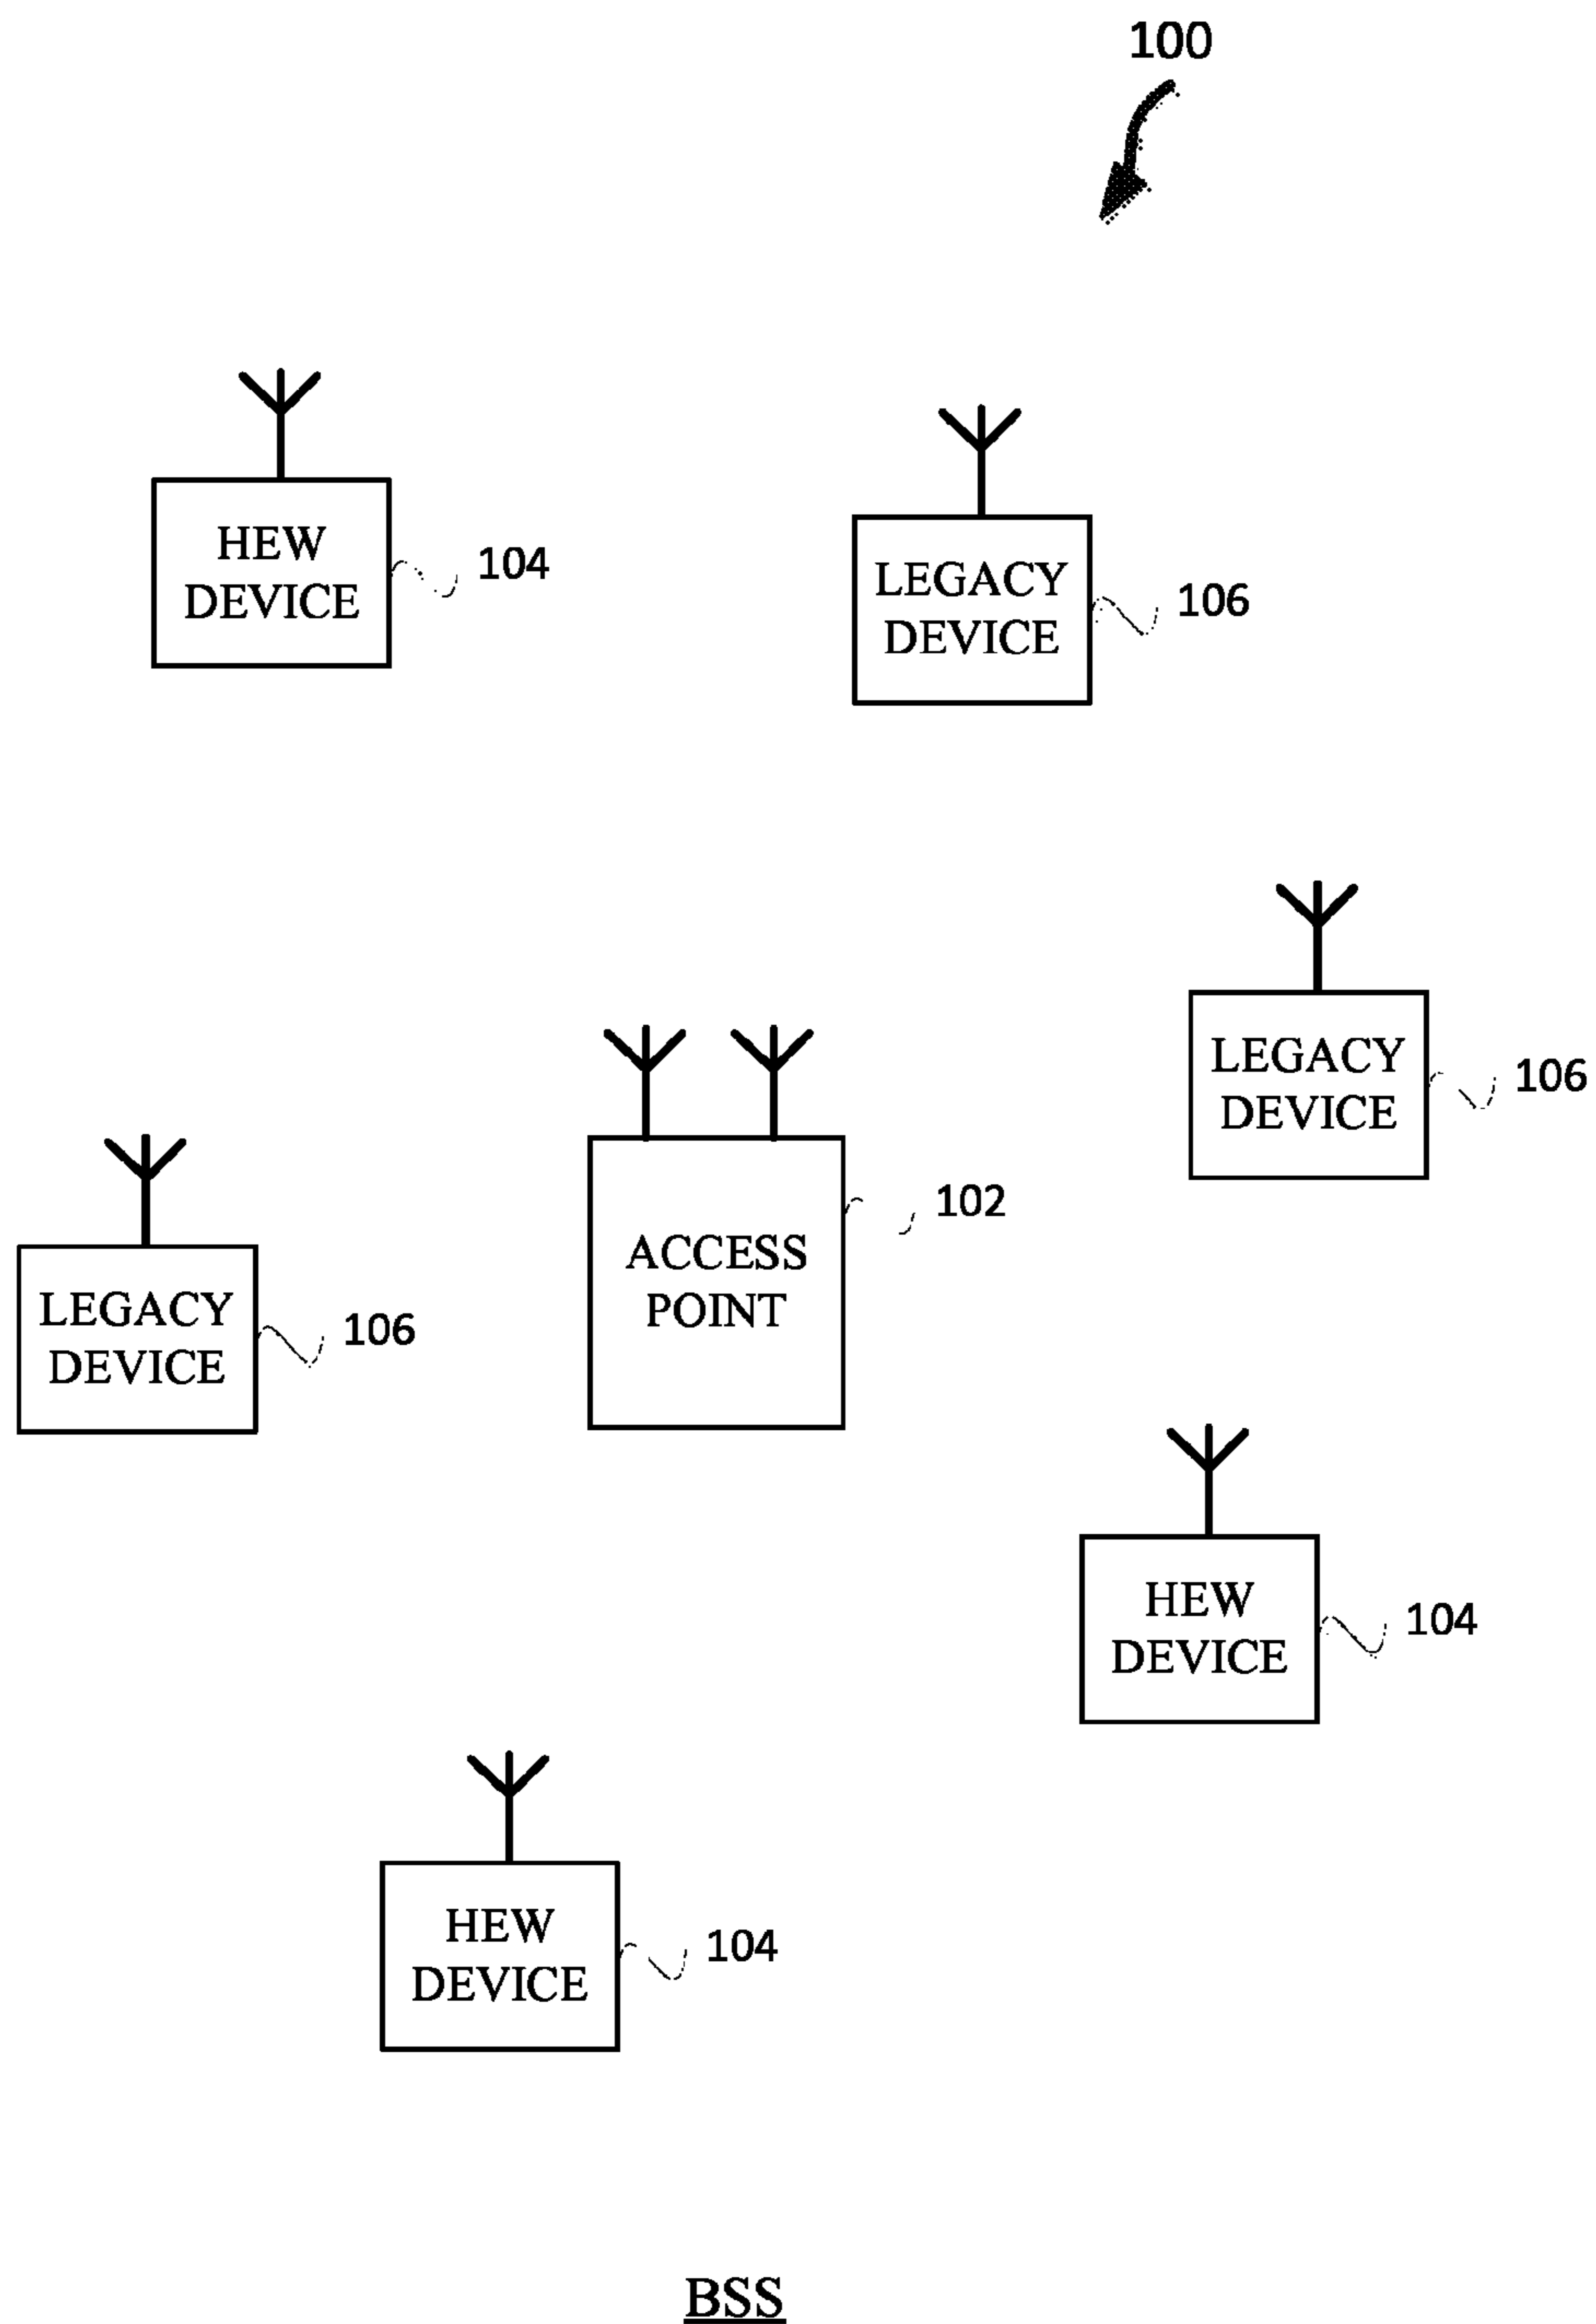 100
HEW
DEVICE
104
LEGACY
DEVICE
106
LEGACY
DEVICE
106
ACCESS
POINT
102
LEGACY
DEVICE
106
HEW
DEVICE
104
HEW
DEVICE
104
BSS